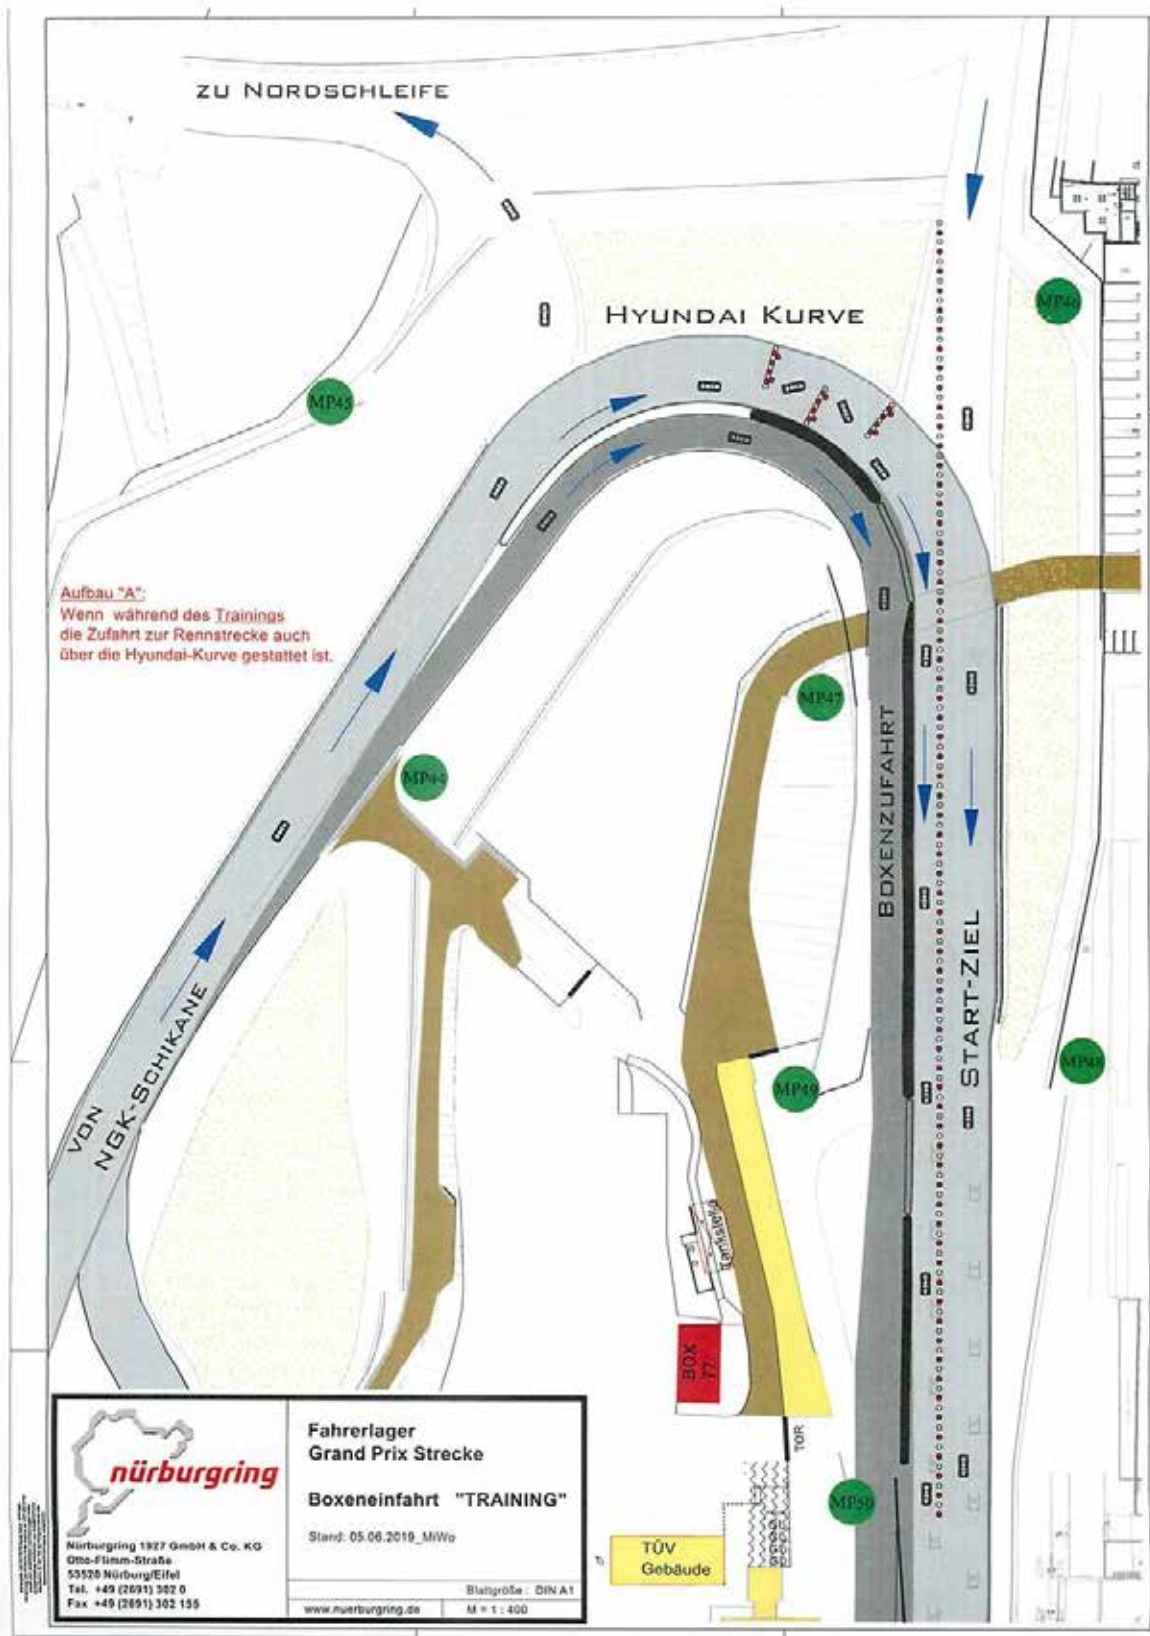 ZU NORDSCHLEIFE
HYUNDAI KURVE
MP46
MP45
Aufbau "A":
Wenn während des Trainings
die Zufahrt zur Rennstrecke auch
über die Hyundai-Kurve gestattet ist.
MP47
MP44
BOXENZUFAHRT
START-ZIEL
VON
NGK-SCHIKANE
MP48
MP49
Tankstelle
BOX
77
TOR
MP50
TÜV
Gebäude
nürburgring
Nürburgring 1927 GmbH & Co. KG
Otto-Flimm-Straße
53520 Nürburg/Eifel
Tel. +49 (2691) 302 0
Fax +49 (2691) 302 155
Fahrerlager
Grand Prix Strecke
Boxeneinfahrt "TRAINING"
Stand: 05.06.2019_MiWo
Blattgröße : DIN A1
www.nuerburgring.de
M = 1 : 400